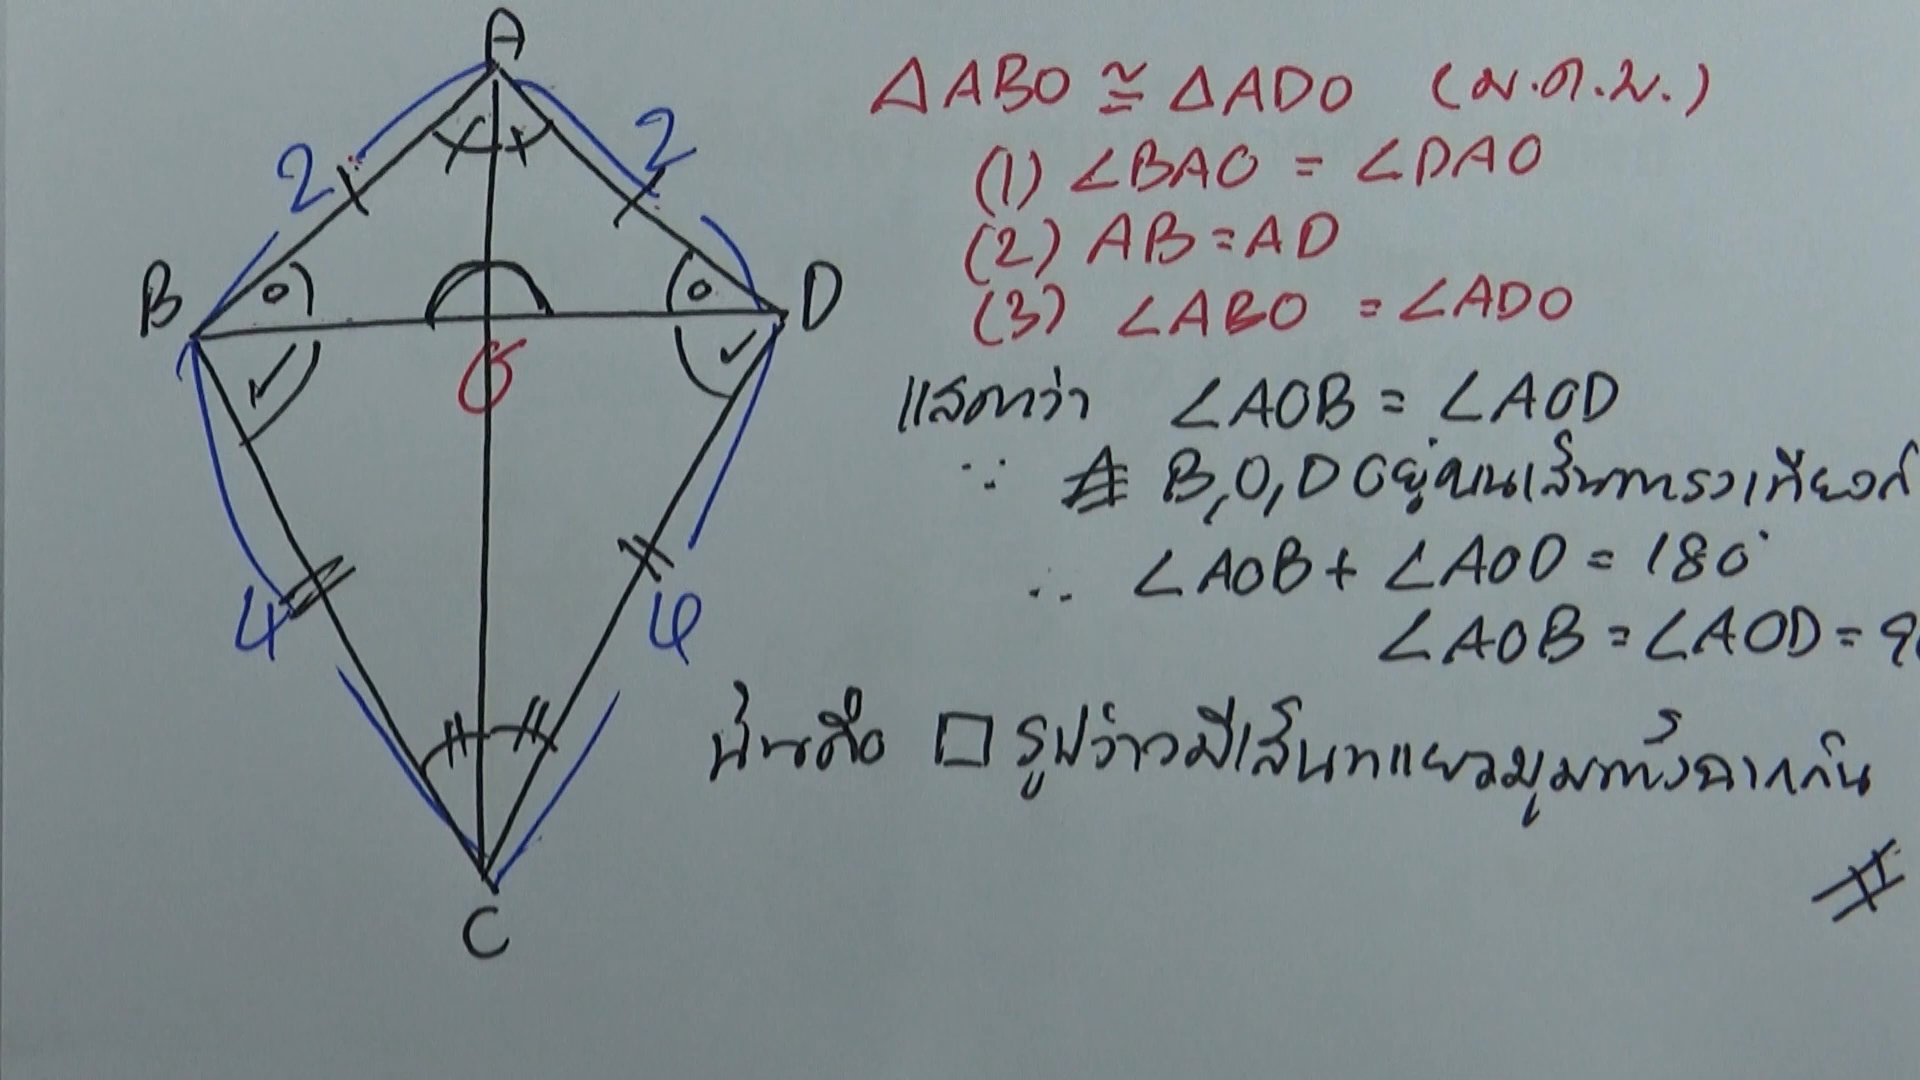 A
2
2
B
D
O
4
4
C
△ABO ≅ △ADO (ม.ด.ม.)
(1) ∠BAO = ∠DAO
(2) AB = AD
(3) ∠ABO = ∠ADO
แสดงว่า ∠AOB = ∠AOD
∵ B,O,D อยู่บนเส้นตรงเดียวกั
∴ ∠AOB + ∠AOD = 180°
∠AOB = ∠AOD = 9
นั่นคือ □ รูปว่าวมีเส้นทแยงมุมตั้งฉากกัน
#